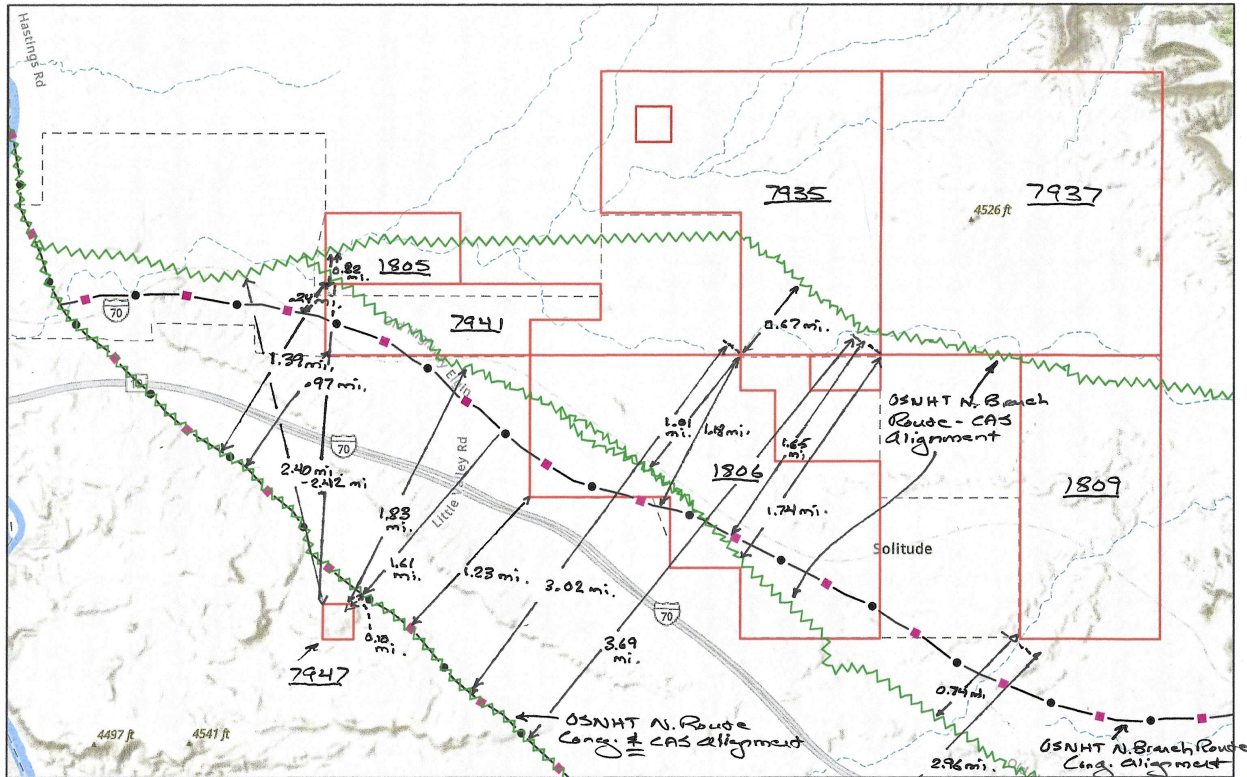 Hastings Rd
7935
7937
4526 ft
0.22
mi.
1805
.24 mi.
70
7941
0.67 mi.
1.39 mi.
.97 mi.
OSNHT N. Branch
Route - CAS
alignment
70
1.01
mi.
1.18 mi.
1.65
mi.
1806
1809
2.40 mi.
-2.42 mi
Little Valley Rd
1.83
mi.
1.74 mi.
Solitude
1.61
mi.
1.23 mi.
3.02 mi.
70
0.18
mi.
3.69
mi.
7947
0.74 mi.
OSNHT N. Route
Cong. & CAS alignment
4497 ft
4541 ft
OSNHT N. Branch Route
Cong. alignment
2.96 mi.